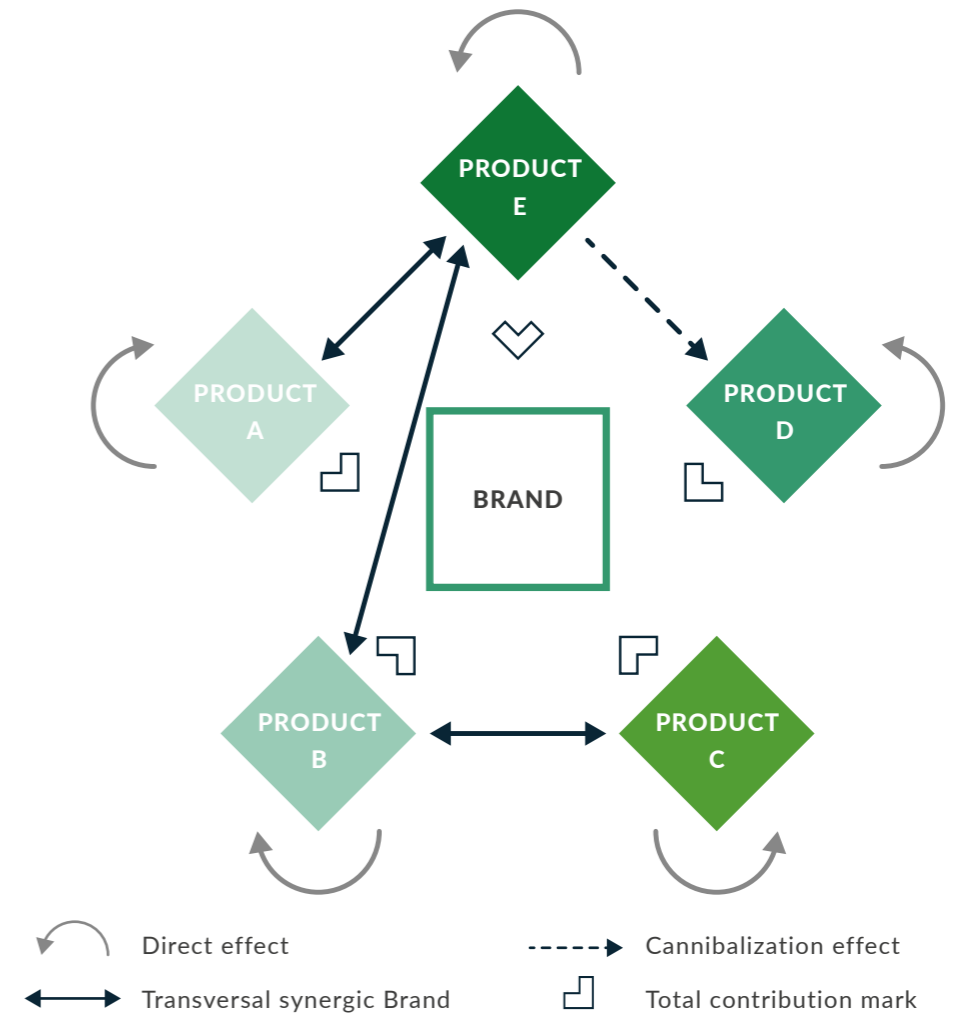 PRODUCT
E
PRODUCT
A
PRODUCT
D
BRAND
PRODUCT
B
PRODUCT
C
Direct effect
Cannibalization effect
Transversal synergic Brand
Total contribution mark